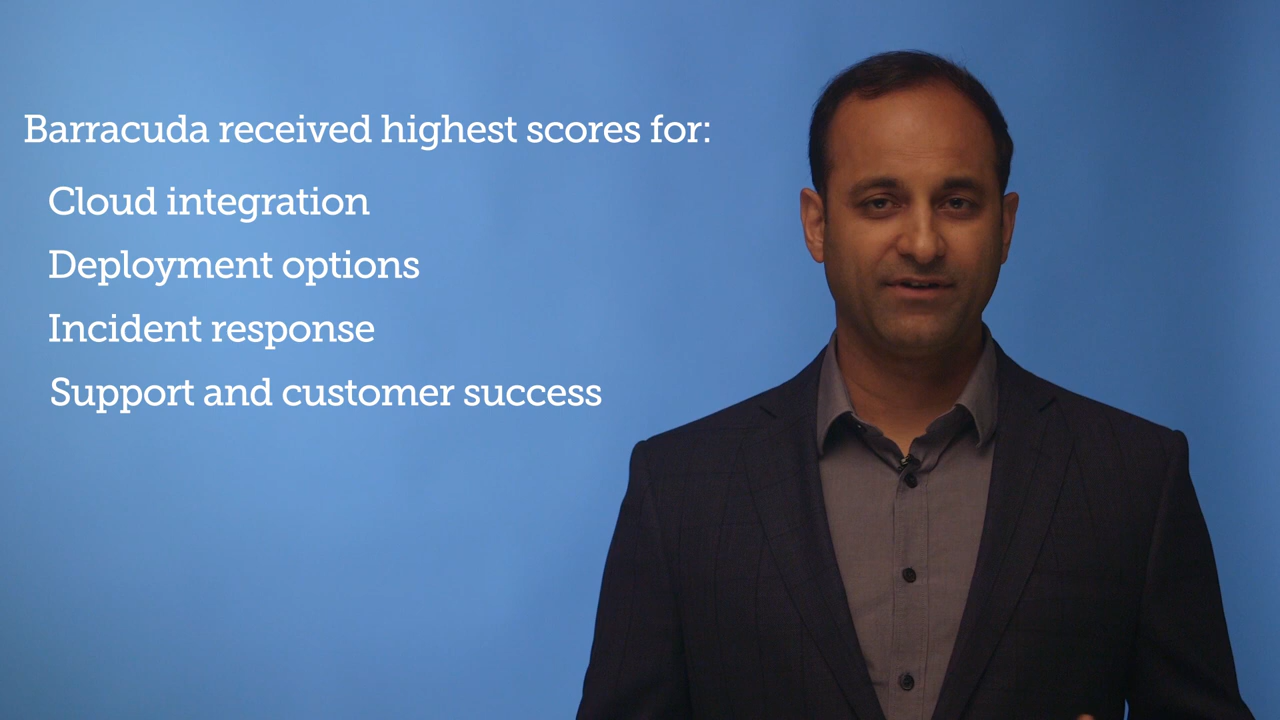 Barracuda received highest scores for:
Cloud integration
Deployment options
Incident response
Support and customer success